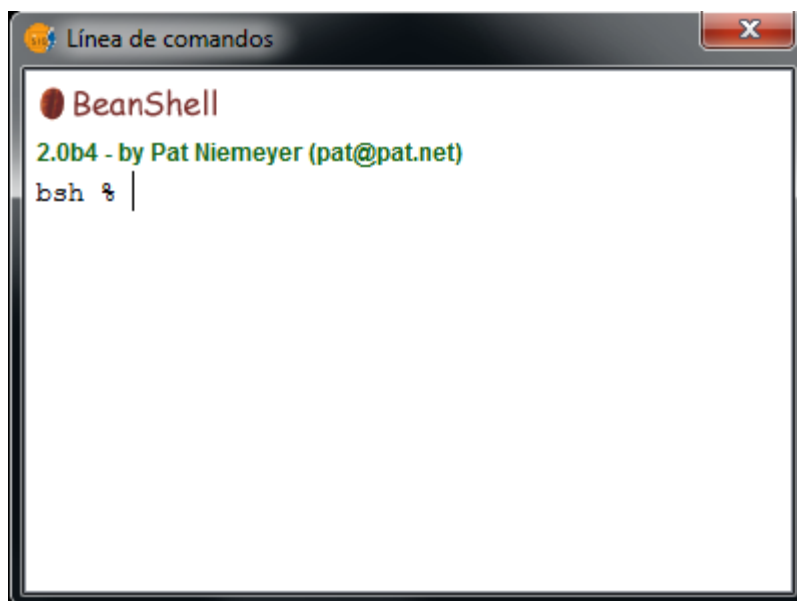 Línea de comandos
BeanShell
2.0b4 - by Pat Niemeyer (pat@pat.net)
bsh %